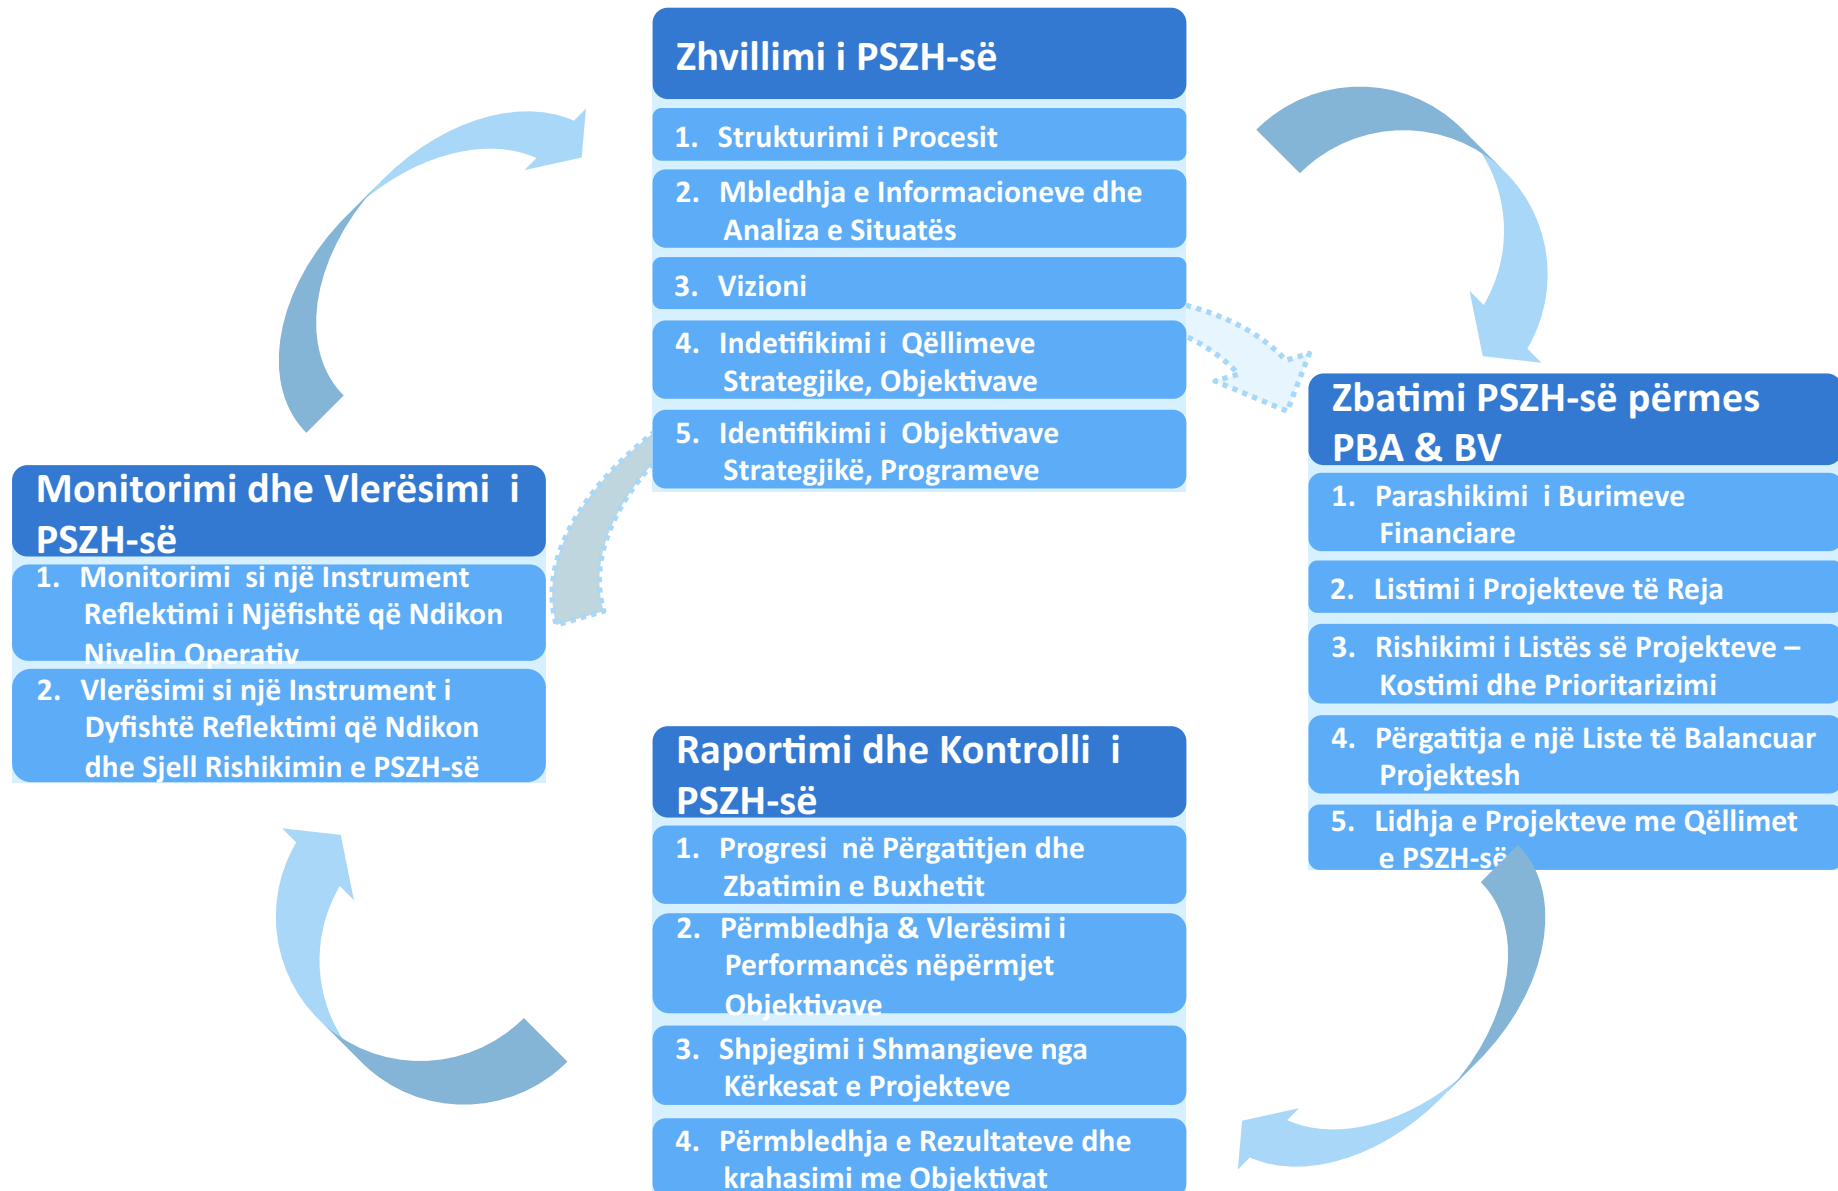 Zhvillimi i PSZH-së
1. Strukturimi i Procesit
2. Mbledhja e Informacioneve dhe
Analiza e Situatës
3. Vizioni
4. Indetifikimi i Qëllimeve
Strategjike, Objektivave
5. Identifikimi i Objektivave
Strategjikë, Programeve
Zbatimi PSZH-së përmes
PBA & BV
1. Parashikimi i Burimeve
Financiare
2. Listimi i Projekteve të Reja
3. Rishikimi i Listës së Projekteve –
Kostimi dhe Prioritarizimi
4. Përgatitja e një Liste të Balancuar
Projektesh
5. Lidhja e Projekteve me Qëllimet
e PSZH-së
Raportimi dhe Kontrolli i
PSZH-së
1. Progresi në Përgatitjen dhe
Zbatimin e Buxhetit
2. Përmbledhja & Vlerësimi i
Performancës nëpërmjet
Objektivave
3. Shpjegimi i Shmangieve nga
Kërkesat e Projekteve
4. Përmbledhja e Rezultateve dhe
krahasimi me Objektivat
Monitorimi dhe Vlerësimi i
PSZH-së
1. Monitorimi si një Instrument
Reflektimi i Njëfishtë që Ndikon
Nivelin Operativ
2. Vlerësimi si një Instrument i
Dyfishtë Reflektimi që Ndikon
dhe Sjell Rishikimin e PSZH-së